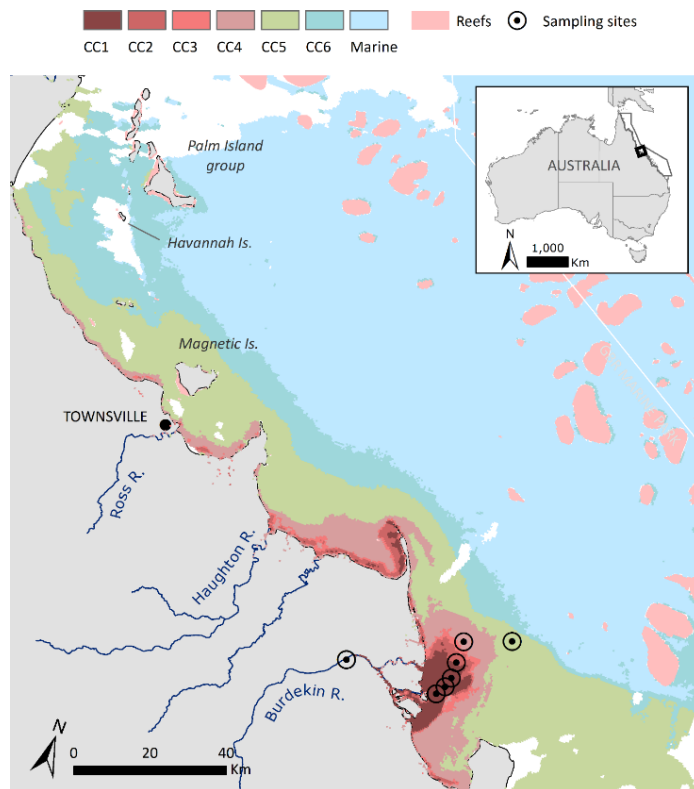 Reefs
Sampling sites
CC1 CC2 CC3 CC4 CC5 CC6 Marine
Palm Island
group
AUSTRALIA
N
1,000
Km
Havannah Is.
Magnetic Is.
TOWNSVILLE
Ross R.
Haughton R.
Burdekin R.
N
0 20 40
Km